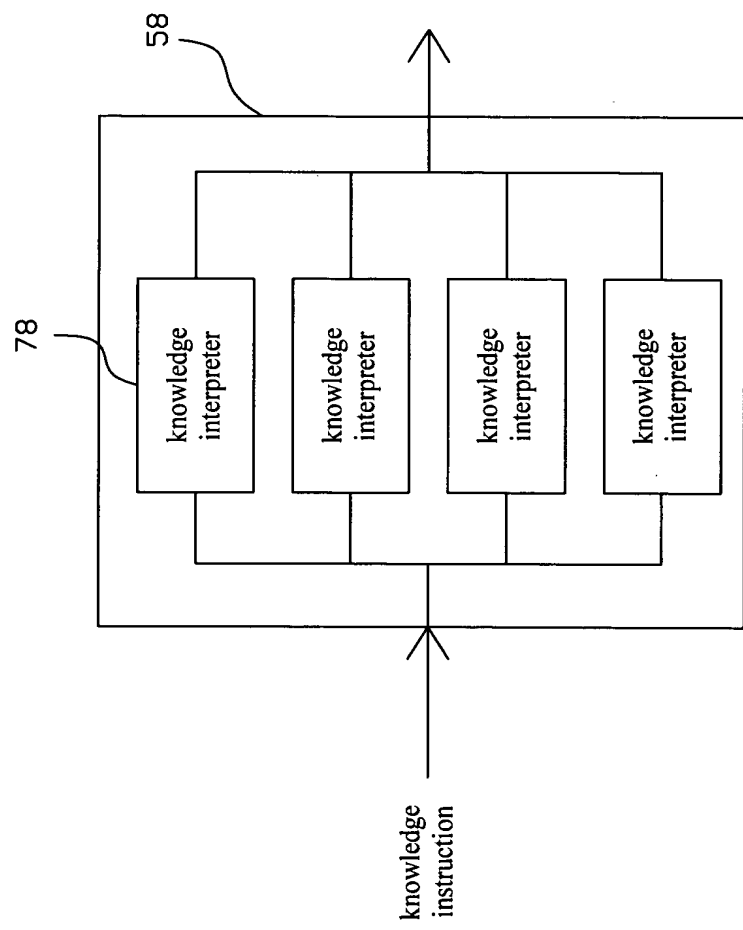 58
78
knowledge
interpreter
knowledge
interpreter
knowledge
interpreter
knowledge
interpreter
knowledge
instruction